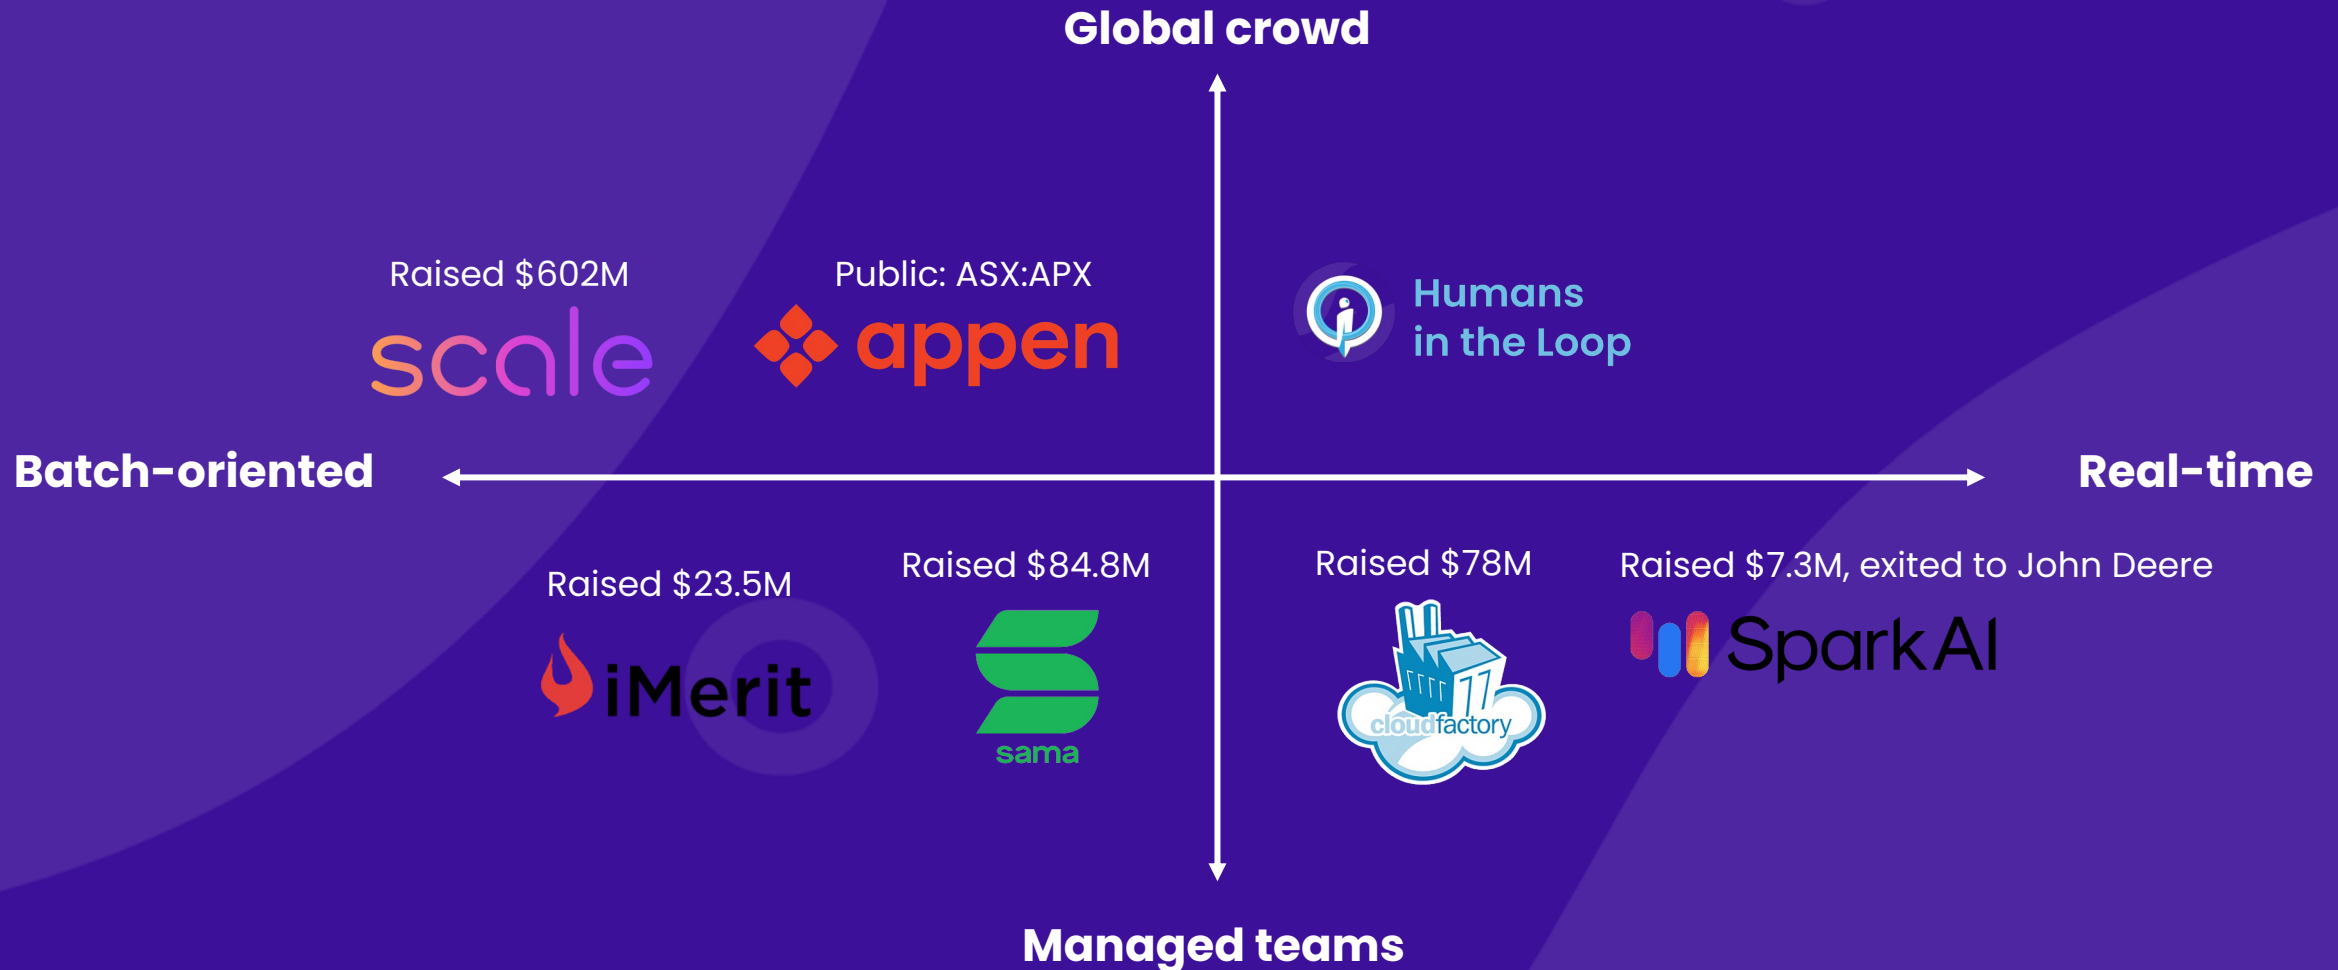 Global crowd
Raised $602M
scale
Public: ASX:APX
appen
Humans
in the Loop
Batch-oriented
Real-time
Raised $23.5M
iMerit
Raised $84.8M
sama
Raised $78M
cloudfactory
Raised $7.3M, exited to John Deere
SparkAI
Managed teams